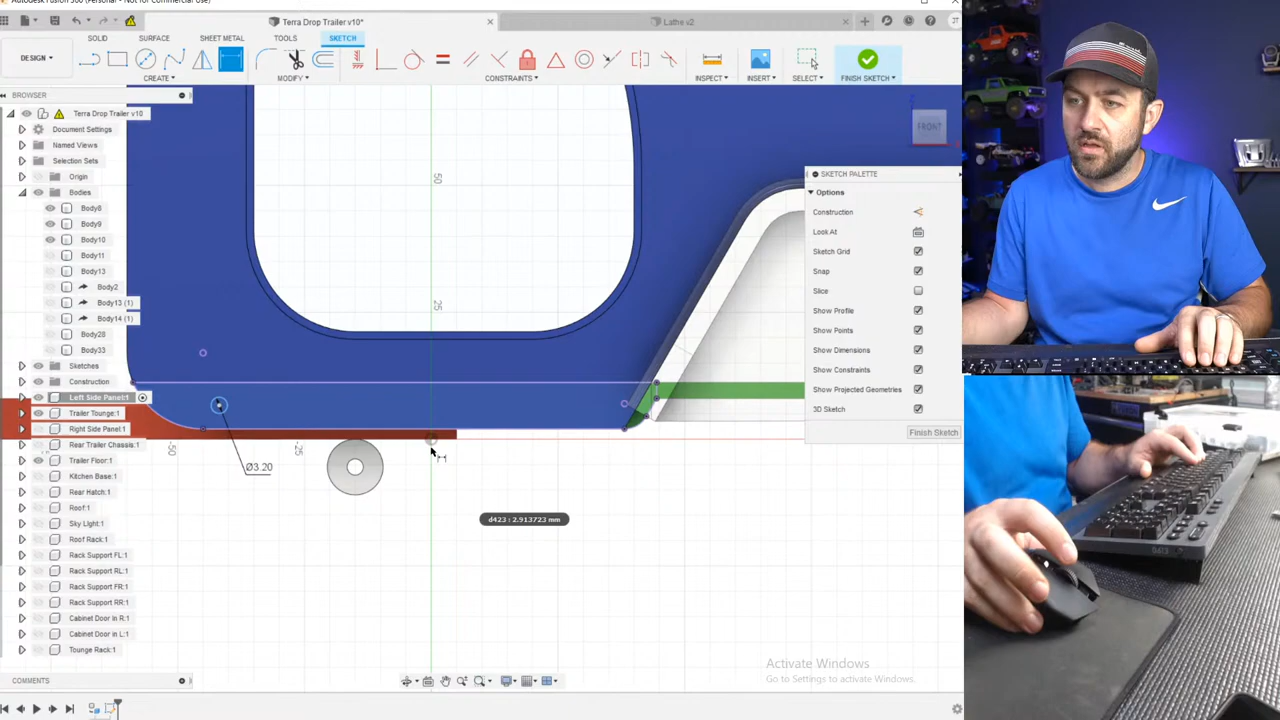 Autodesk Fusion 360 (Personal - Not for Commercial Use)
Terra Drop Trailer v10*
Lathe v2
DESIGN
SOLID
SURFACE
SHEET METAL
TOOLS
SKETCH
CREATE
MODIFY
CONSTRAINTS
INSPECT
INSERT
SELECT
FINISH SKETCH
BROWSER
Terra Drop Trailer v10
Document Settings
Named Views
Selection Sets
Origin
Bodies
Body8
Body9
Body10
Body11
Body13
Body2
Body13 (1)
Body14 (1)
Body28
Body33
Sketches
Construction
Left Side Panel:1
Trailer Tounge:1
Right Side Panel:1
Rear Trailer Chassis:1
Trailer Floor:1
Kitchen Base:1
Rear Hatch:1
Roof:1
Sky Light:1
Roof Rack:1
Rack Support FL:1
Rack Support RL:1
Rack Support FR:1
Rack Support RR:1
Cabinet Door In R:1
Cabinet Door in L:1
Tounge Rack:1
COMMENTS
50
25
-50
-25
Ø3.20
d423 : 2.913723 mm
FRONT
SKETCH PALETTE
Options
Construction
Look At
Sketch Grid
Snap
Slice
Show Profile
Show Points
Show Dimensions
Show Constraints
Show Projected Geometries
3D Sketch
Finish Sketch
Activate Windows
Go to Settings to activate Windows.
JT